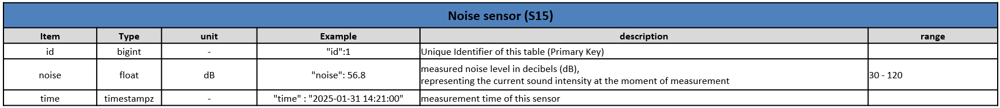 Noise sensor (S15)
Item Type unit Example description range
id bigint - "id":1 Unique Identifier of this table (Primary Key)
noise float dB "noise": 56.8 measured noise level in decibels (dB),
representing the current sound intensity at the moment of measurement 30 - 120
time timestampz - "time" : "2025-01-31 14:21:00" measurement time of this sensor